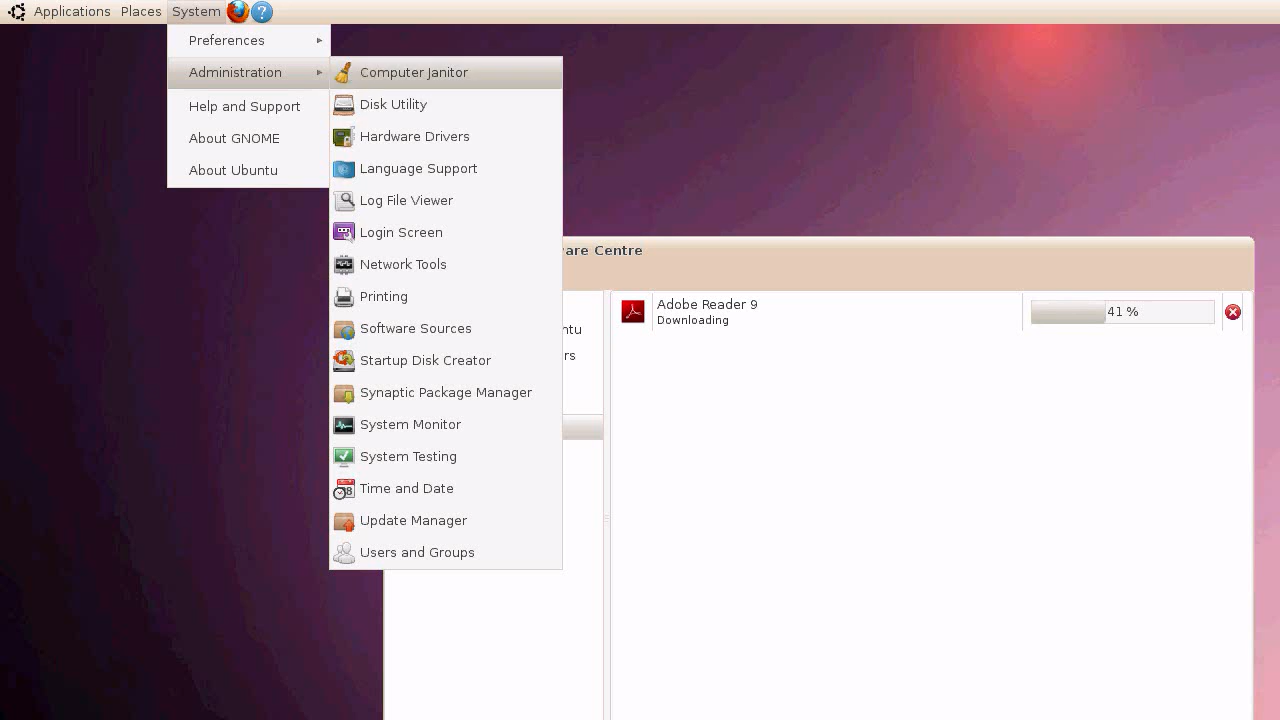 Applications Places System
Preferences
Administration
Help and Support
About GNOME
About Ubuntu
Computer Janitor
Disk Utility
Hardware Drivers
Language Support
Log File Viewer
Login Screen
Network Tools
Printing
Software Sources
Startup Disk Creator
Synaptic Package Manager
System Monitor
System Testing
Time and Date
Update Manager
Users and Groups
are Centre
ntu
rs
Adobe Reader 9
Downloading
41 %